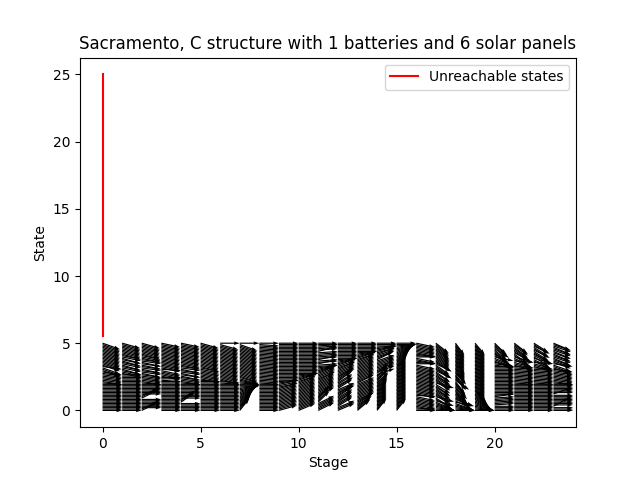 Sacramento, C structure with 1 batteries and 6 solar panels
Unreachable states
25
20
15
10
5
0
State
0 5 10 15 20
Stage